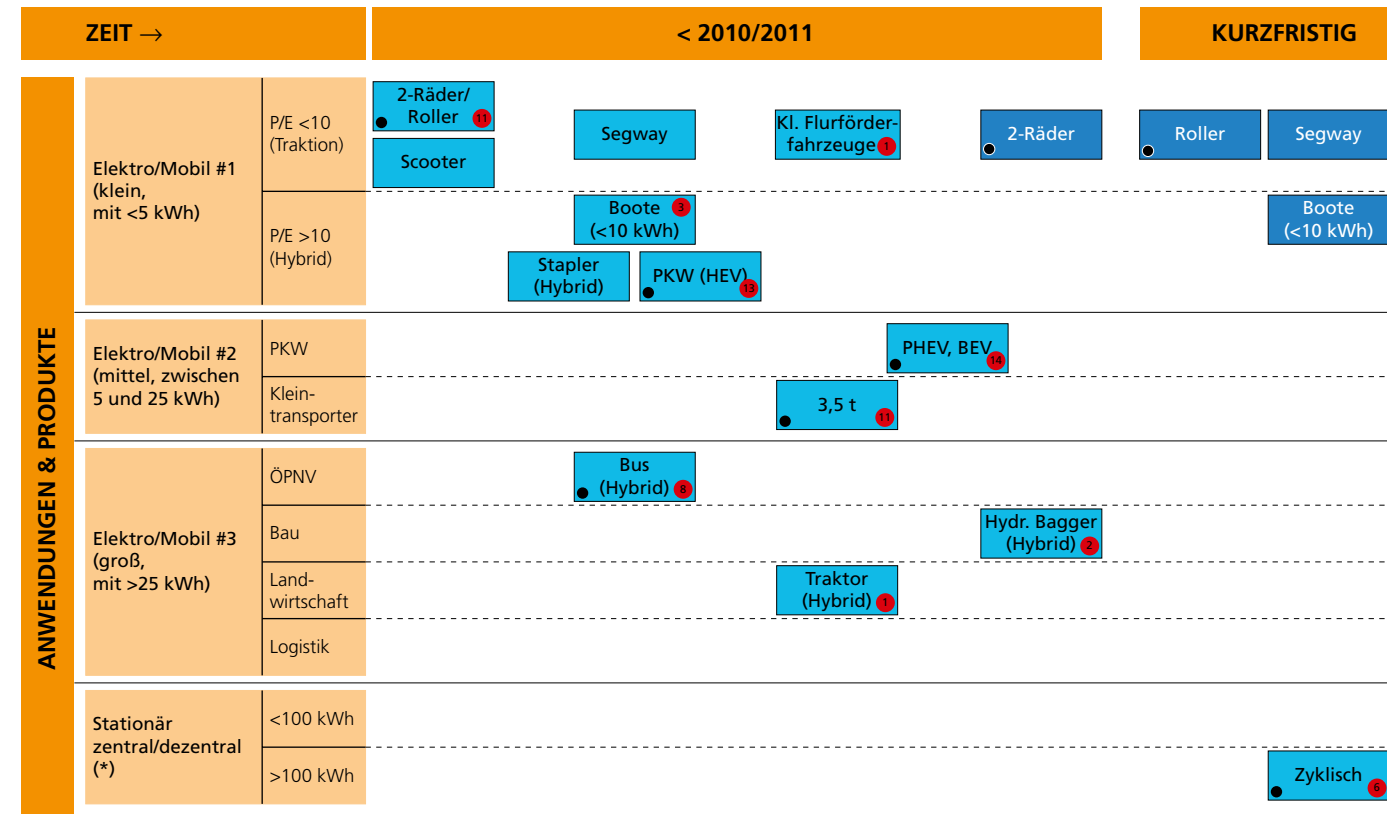 ZEIT →
< 2010/2011
KURZFRISTIG
ANWENDUNGEN & PRODUKTE
Elektro/Mobil #1
(klein,
mit <5 kWh)
P/E <10
(Traktion)
2-Räder/
Roller 11
Scooter
Segway
Kl. Flurförder-
fahrzeuge 1
2-Räder
Roller
Segway
P/E >10
(Hybrid)
Boote 3
(<10 kWh)
Stapler
(Hybrid)
PKW (HEV) 13
Boote
(<10 kWh)
Elektro/Mobil #2
(mittel, zwischen
5 und 25 kWh)
PKW
PHEV, BEV 14
Klein-
transporter
3,5 t 11
Elektro/Mobil #3
(groß,
mit >25 kWh)
ÖPNV
Bus
(Hybrid) 8
Bau
Hydr. Bagger
(Hybrid) 2
Land-
wirtschaft
Traktor
(Hybrid) 1
Logistik
Stationär
zentral/dezentral
(*)
<100 kWh
>100 kWh
Zyklisch 6